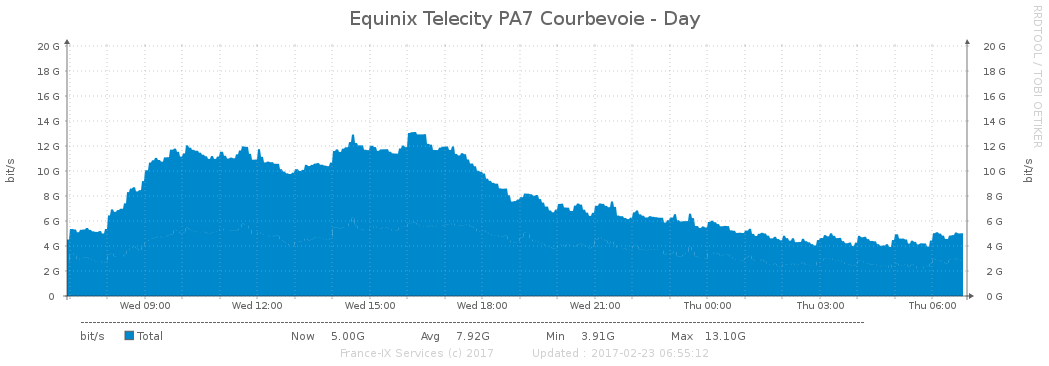 Equinix Telecity PA7 Courbevoie - Day
RRDTOOL / TOBI OETIKER
bit/s
20 G 20 G
18 G 18 G
16 G 16 G
14 G 14 G
12 G 12 G
10 G 10 G
8 G 8 G
6 G 6 G
4 G 4 G
2 G 2 G
0 0 G
bit/s
Wed 09:00 Wed 12:00 Wed 15:00 Wed 18:00 Wed 21:00 Thu 00:00 Thu 03:00 Thu 06:00
bit/s Total Now 5.00G Avg 7.92G Min 3.91G Max 13.10G
France-IX Services (c) 2017 Updated : 2017-02-23 06:55:12